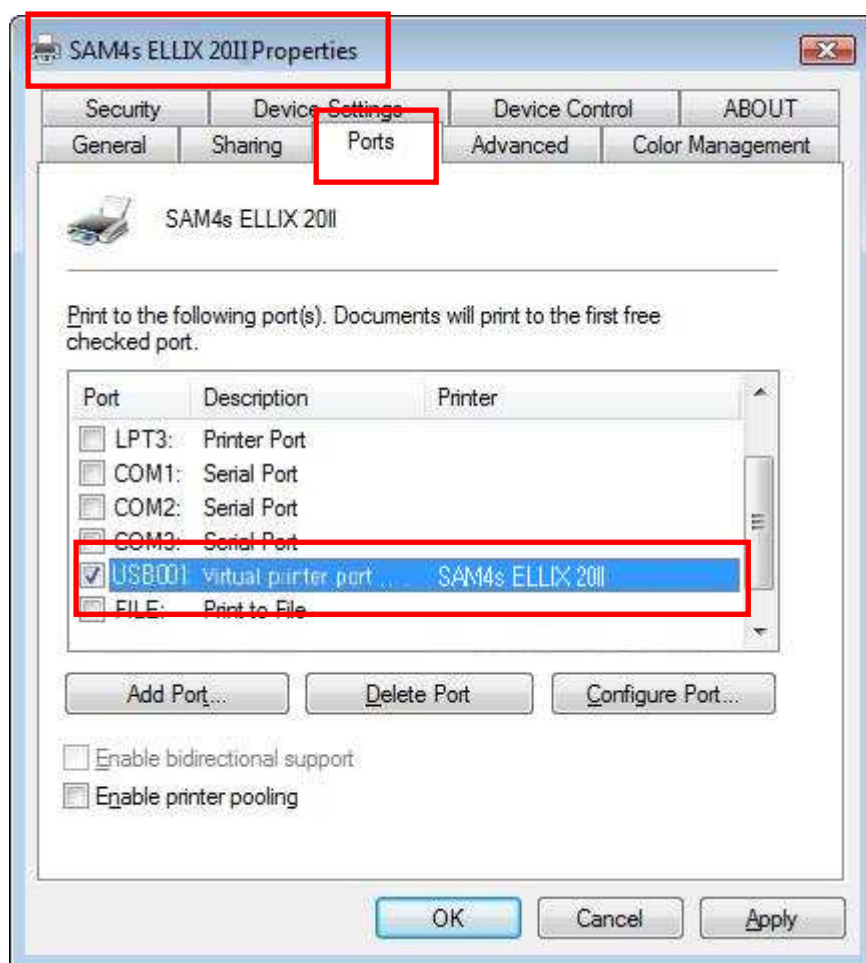 SAM4s ELLIX 20II Properties
Security Device Settings Device Control ABOUT
General Sharing Ports Advanced Color Management
SAM4s ELLIX 20II
Print to the following port(s). Documents will print to the first free
checked port.
Port Description Printer
LPT3: Printer Port
COM1: Serial Port
COM2: Serial Port
COM3: Serial Port
USB001 Virtual printer port ... SAM4s ELLIX 20II
FILE: Print to File
Add Port... Delete Port Configure Port...
Enable bidirectional support
Enable printer pooling
OK Cancel Apply